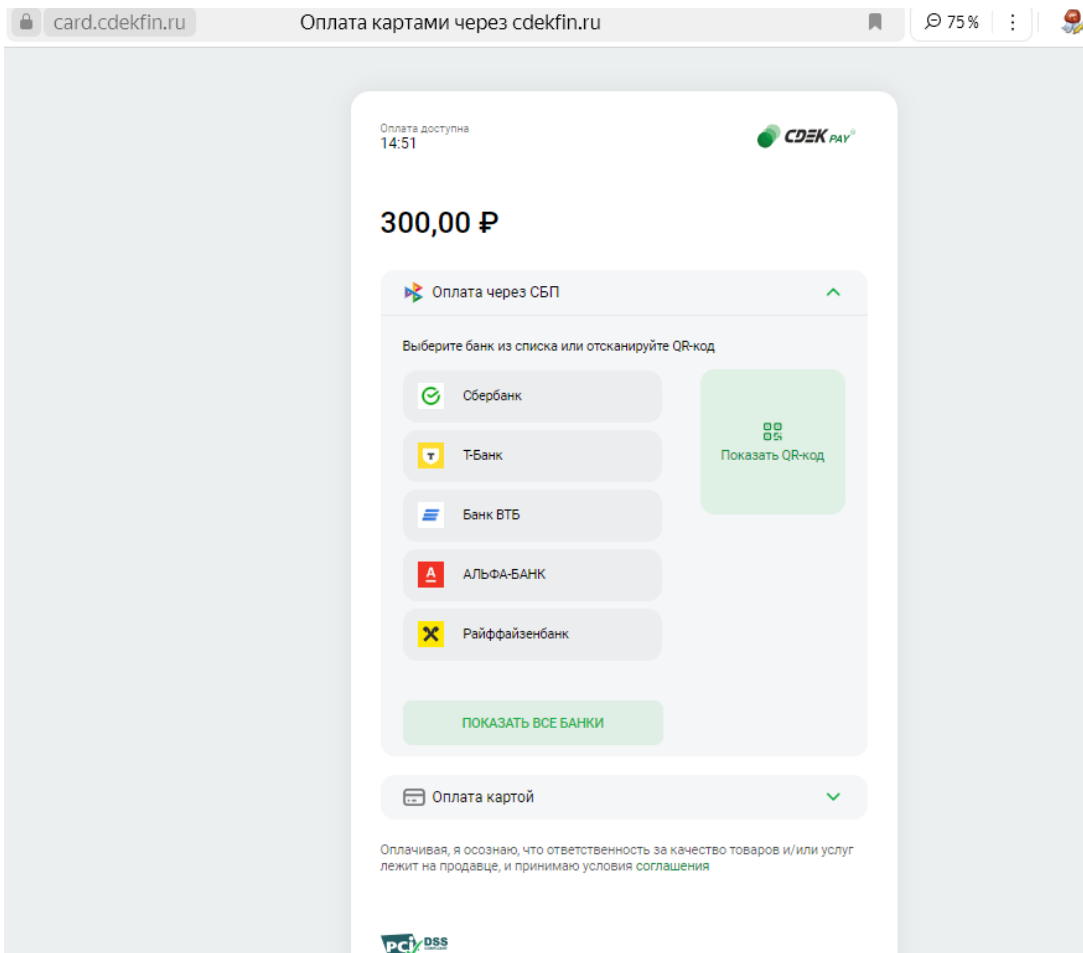 card.cdekfin.ru Оплата картами через cdekfin.ru 75 %
Оплата доступна
14:51
CDEK PAY
300,00 ₽
Оплата через СБП
Выберите банк из списка или отсканируйте QR-код
Сбербанк
Т-Банк
Банк ВТБ
АЛЬФА-БАНК
Райффайзенбанк
Показать QR-код
ПОКАЗАТЬ ВСЕ БАНКИ
Оплата картой
Оплачивая, я осознаю, что ответственность за качество товаров и/или услуг
лежит на продавце, и принимаю условия соглашения
PCI DSS